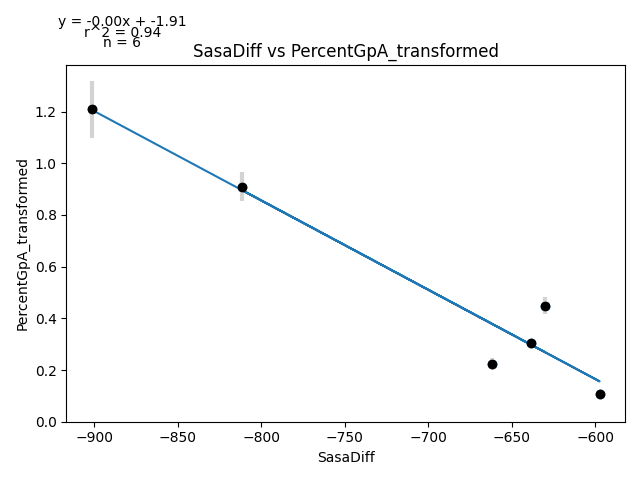 y = -0.00x + -1.91
r^2 = 0.94
n = 6
SasaDiff vs PercentGpA_transformed
PercentGpA_transformed
1.2
1.0
0.8
0.6
0.4
0.2
0.0
−900
−850
−800
−750
−700
−650
−600
SasaDiff